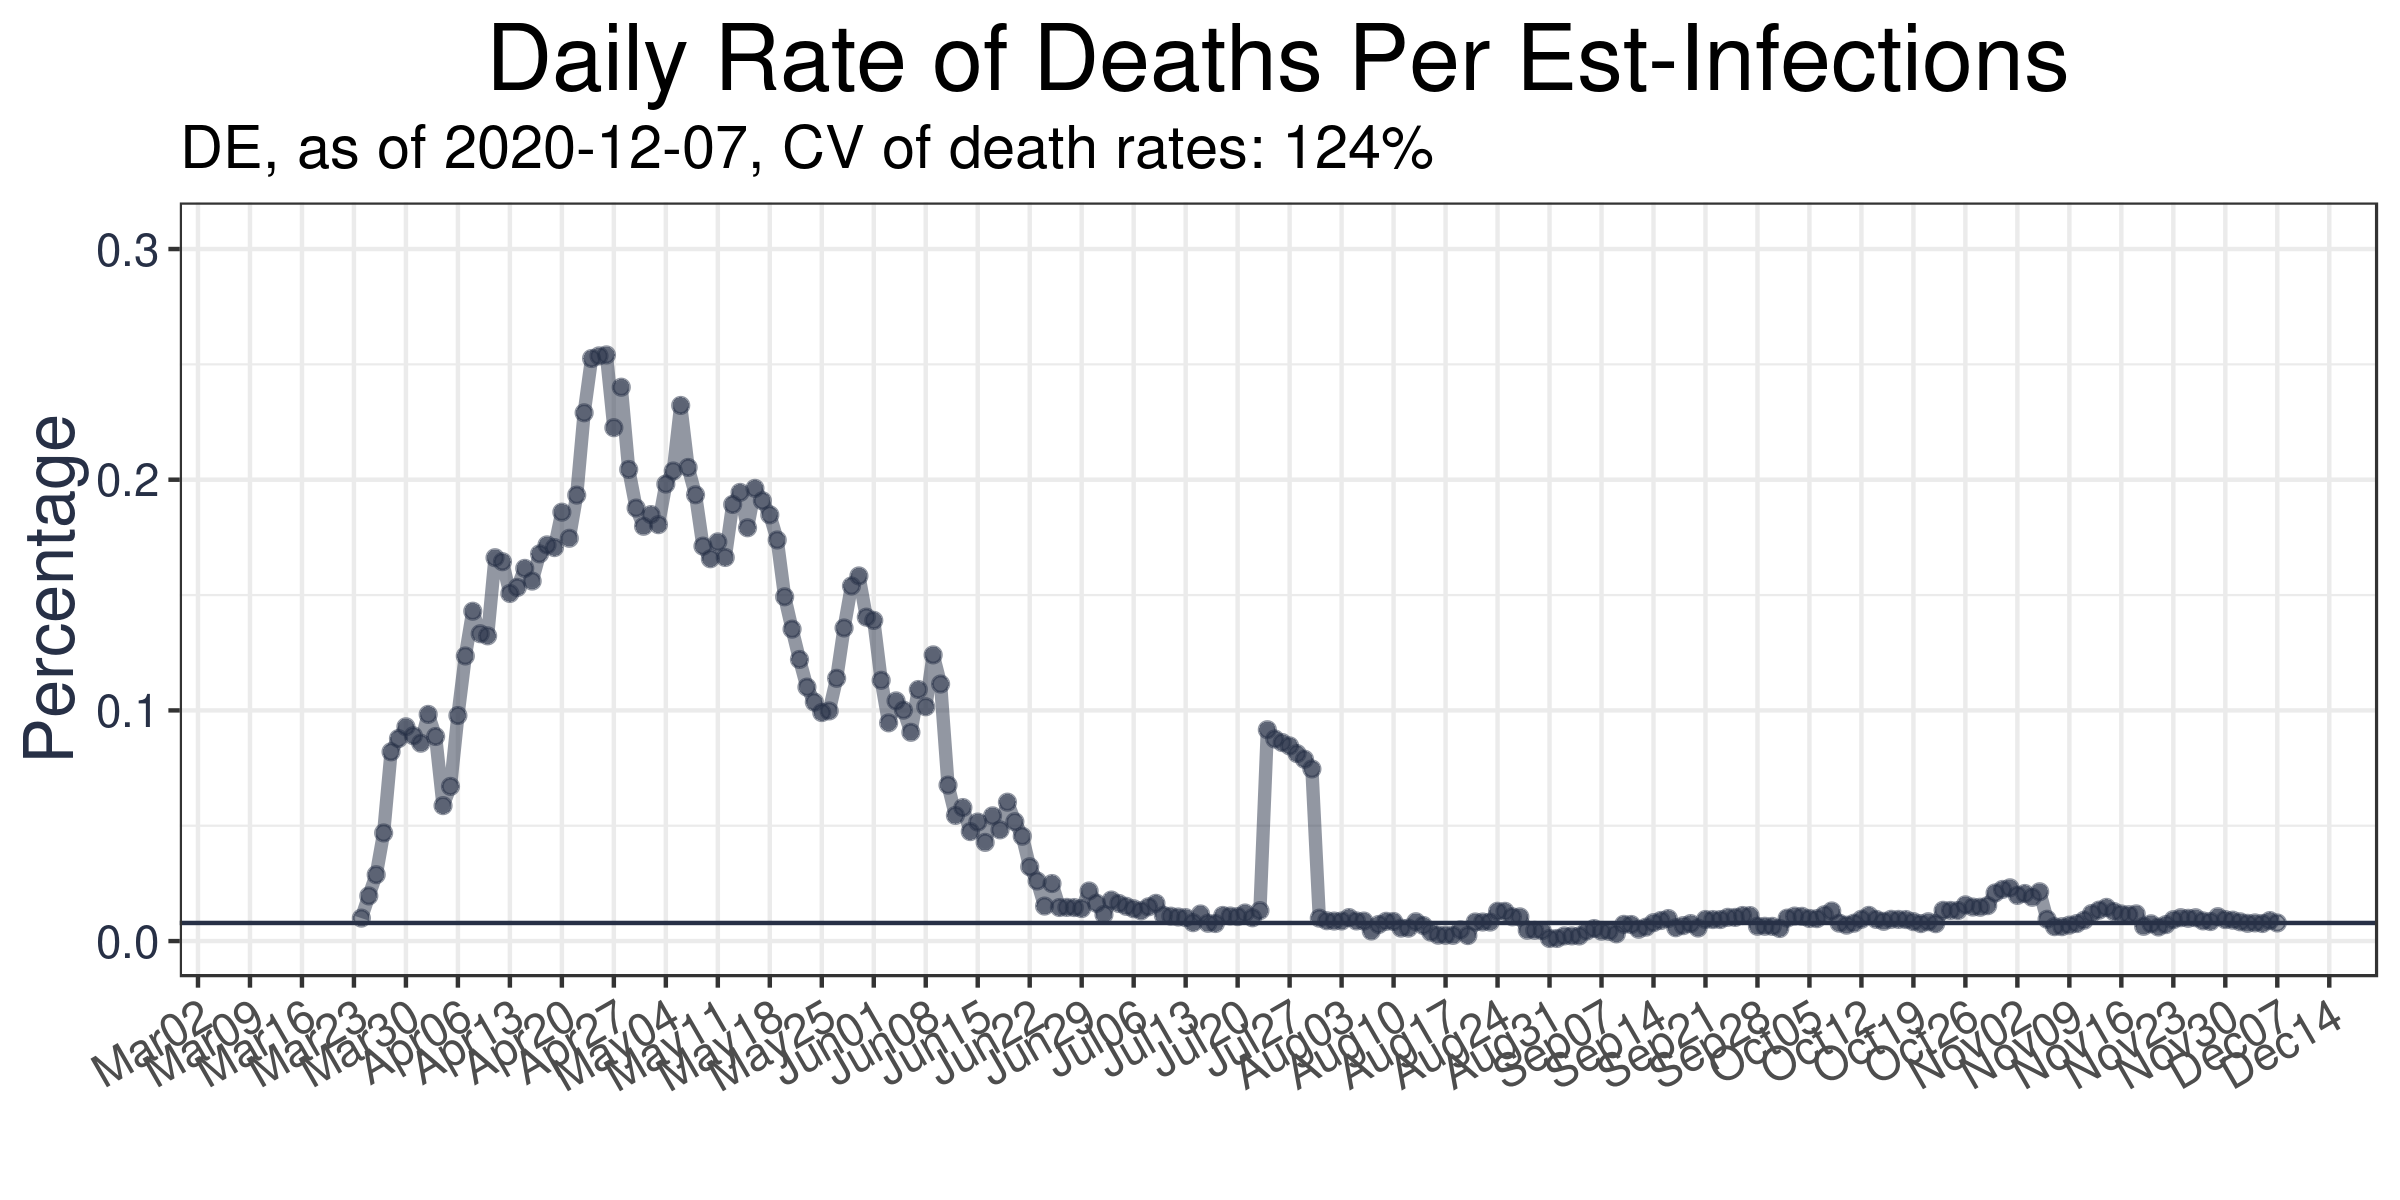 Daily Rate of Deaths Per Est-Infections
DE, as of 2020-12-07, CV of death rates: 124%
Percentage
0.3
0.2
0.1
0.0
Mar02
Mar09
Mar16
Mar23
Mar30
Apr06
Apr13
Apr20
Apr27
May04
May11
May18
May25
Jun01
Jun08
Jun15
Jun22
Jun29
Jul06
Jul13
Jul20
Jul27
Aug03
Aug10
Aug17
Aug24
Aug31
Sep07
Sep14
Sep21
Sep28
Oct05
Oct12
Oct19
Oct26
Nov02
Nov09
Nov16
Nov23
Nov30
Dec07
Dec14